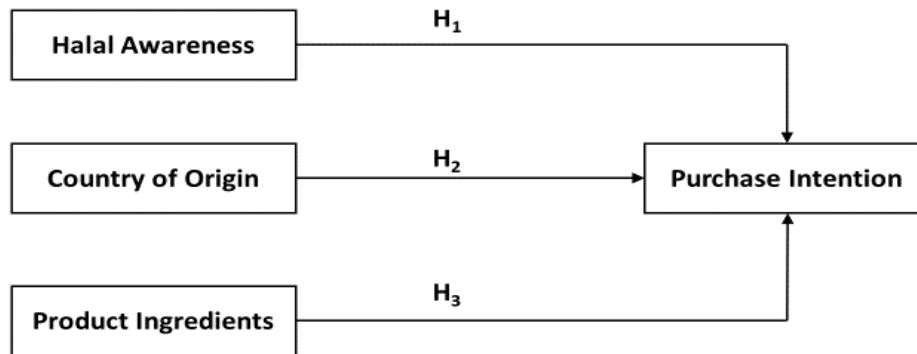 H₁
Halal Awareness
H₂
Country of Origin
Purchase Intention
H₃
Product Ingredients